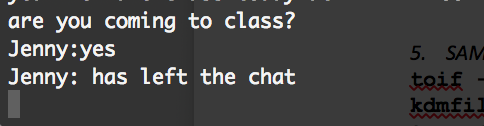 are you coming to class?
Jenny:yes
Jenny: has left the chat
5. SAM
toif -
kdmfil